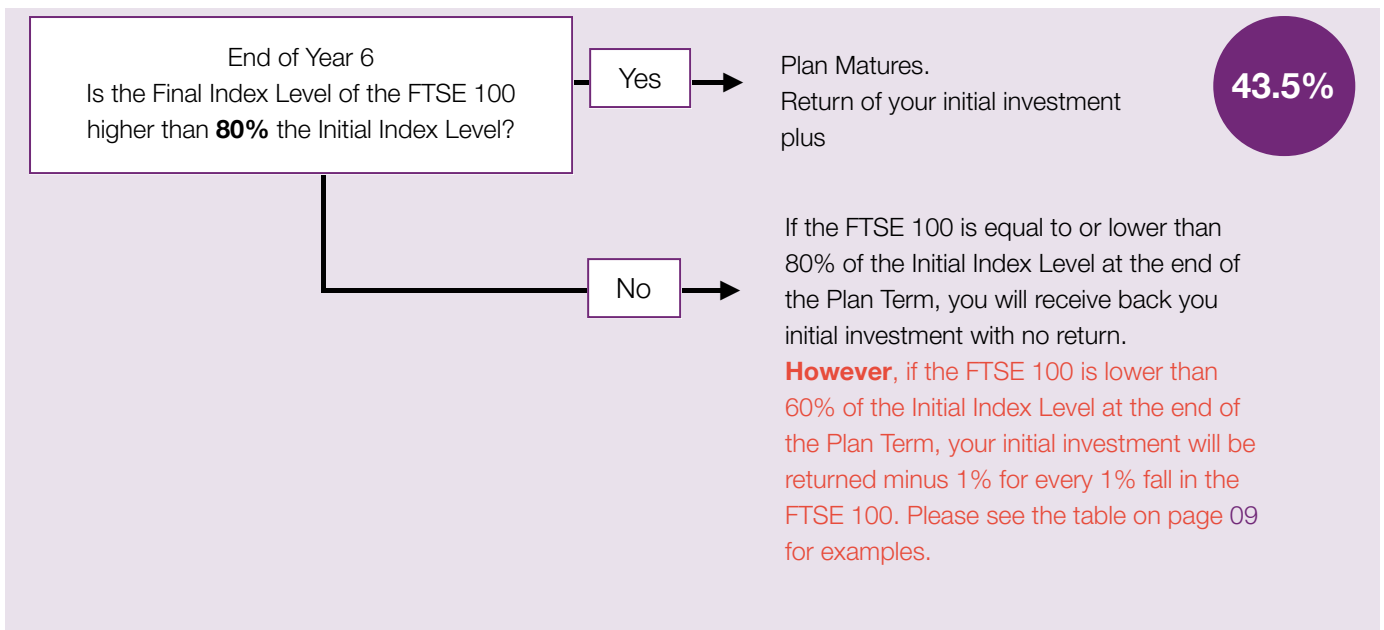 End of Year 6
Is the Final Index Level of the FTSE 100
higher than 80% the Initial Index Level?
Yes
Plan Matures.
Return of your initial investment
plus
43.5%
No
If the FTSE 100 is equal to or lower than
80% of the Initial Index Level at the end of
the Plan Term, you will receive back you
initial investment with no return.
However, if the FTSE 100 is lower than
60% of the Initial Index Level at the end of
the Plan Term, your initial investment will be
returned minus 1% for every 1% fall in the
FTSE 100. Please see the table on page 09
for examples.